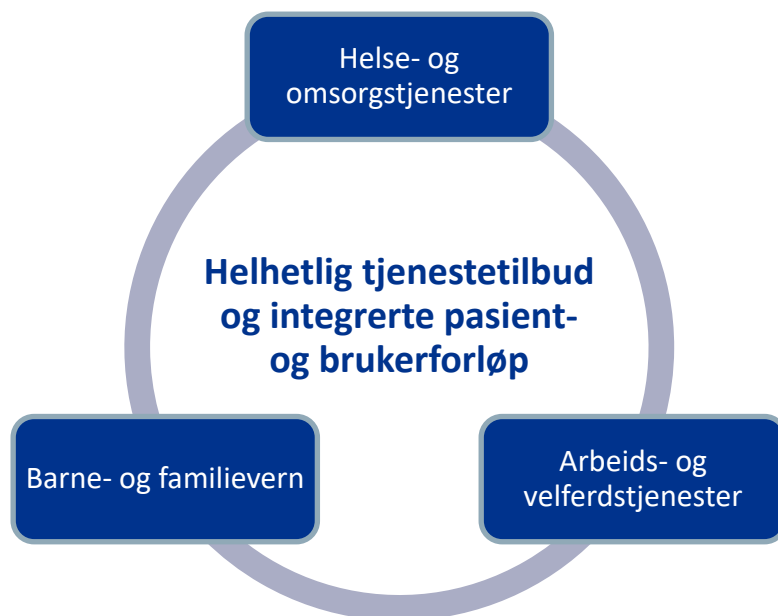 Helse- og
omsorgstjenester
Helhetlig tjenestetilbud
og integrerte pasient-
og brukerforløp
Barne- og familievern
Arbeids- og
velferdstjenester